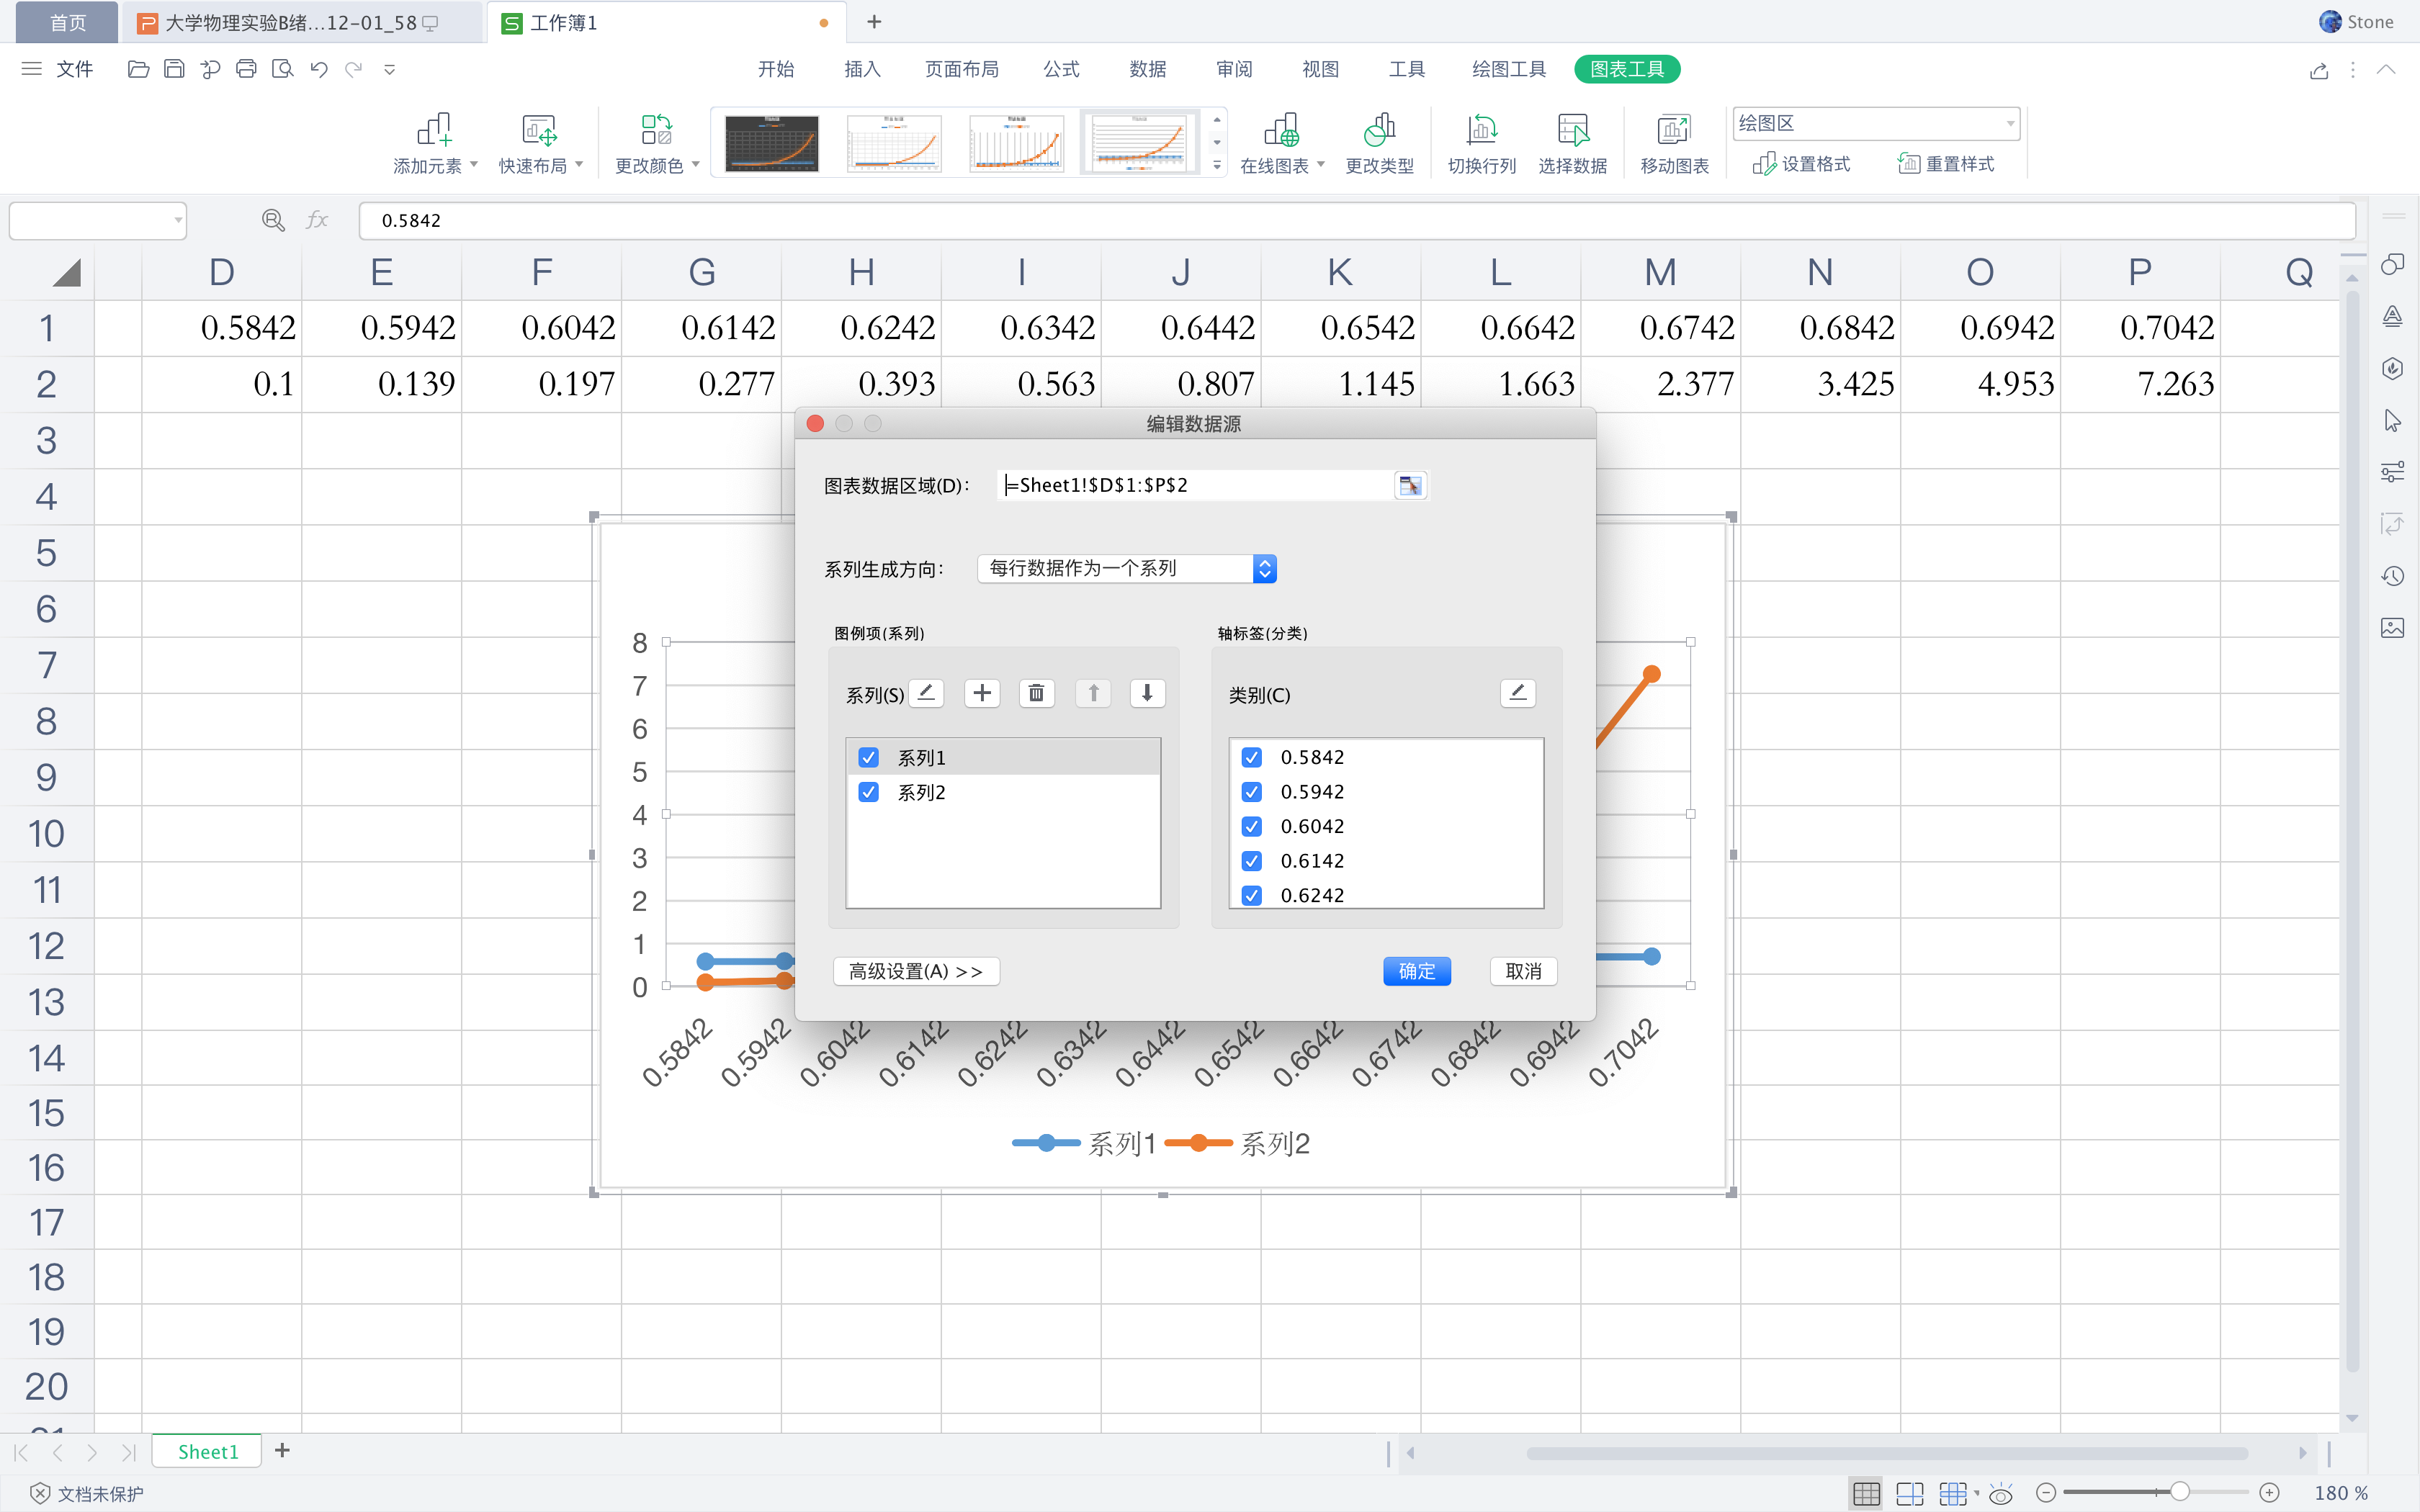 首页
大学物理实验B绪...12-01_58
工作簿1
Stone
文件
开始
插入
页面布局
公式
数据
审阅
视图
工具
绘图工具
图表工具
添加元素
快速布局
更改颜色
在线图表
更改类型
切换行列
选择数据
移动图表
绘图区
设置格式
重置样式
fx
0.5842
D E F G H I J K L M N O P Q
1 0.5842 0.5942 0.6042 0.6142 0.6242 0.6342 0.6442 0.6542 0.6642 0.6742 0.6842 0.6942 0.7042
2 0.1 0.139 0.197 0.277 0.393 0.563 0.807 1.145 1.663 2.377 3.425 4.953 7.263
3
4
5
6
7
8
9
10
11
12
13
14
15
16
17
18
19
20
编辑数据源
图表数据区域(D):
=Sheet1!$D$1:$P$2
系列生成方向:
每行数据作为一个系列
图例项(系列)
轴标签(分类)
系列(S)
类别(C)
系列1
系列2
0.5842
0.5942
0.6042
0.6142
0.6242
高级设置(A) >>
确定
取消
8
7
6
5
4
3
2
1
0
0.5842 0.5942 0.6042 0.6142 0.6242 0.6342 0.6442 0.6542 0.6642 0.6742 0.6842 0.6942 0.7042
系列1 系列2
Sheet1
文档未保护
180 %